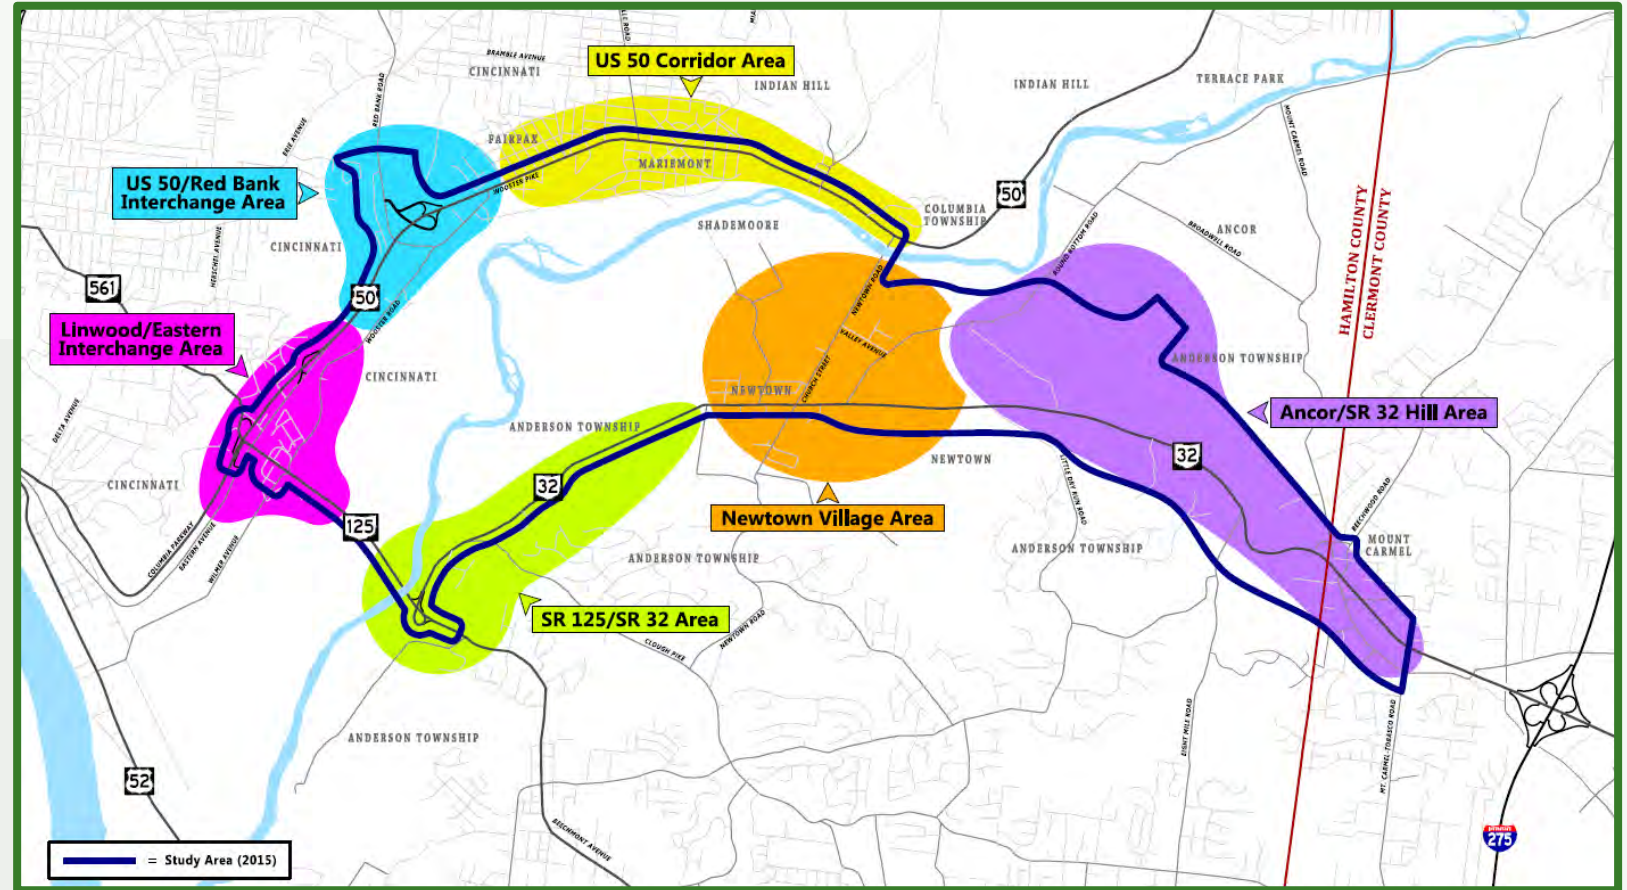 BRAMBLE AVENUE
CINCINNATI
US 50 Corridor Area
INDIAN HILL
INDIAN HILL
TERRACE PARK
RED BANK ROAD
ERIE AVENUE
FAIRFAX
MARIEMONT
WOOSTER PIKE
MOUNT CARMEL ROAD
US 50/Red Bank
Interchange Area
50
HAMILTON COUNTY
CLERMONT COUNTY
COLUMBIA
TOWNSHIP
SHADEMOORE
ROUND BOTTOM ROAD
ANCOR
BROADWELL ROAD
CINCINNATI
HERSCHEL AVENUE
561
50
WOOSTER ROAD
NEWTOWN ROAD
Linwood/Eastern
Interchange Area
VALLEY AVENUE
ANDERSON TOWNSHIP
CINCINNATI
NEWTOWN
CHURCH STREET
DELTA AVENUE
Ancor/SR 32 Hill Area
ANDERSON TOWNSHIP
32
NEWTOWN
32
CINCINNATI
LITTLE DRY RUN ROAD
BEECHWOOD ROAD
Newtown Village Area
125
COLUMBIA PARKWAY
EASTERN AVENUE
WILMER AVENUE
ANDERSON TOWNSHIP
ANDERSON TOWNSHIP
MOUNT
CARMEL
SR 125/SR 32 Area
CLOUGH PIKE
NEWTOWN ROAD
ANDERSON TOWNSHIP
EIGHT MILE ROAD
MT. CARMEL-TOBASCO ROAD
52
BEECHMONT AVENUE
275
= Study Area (2015)